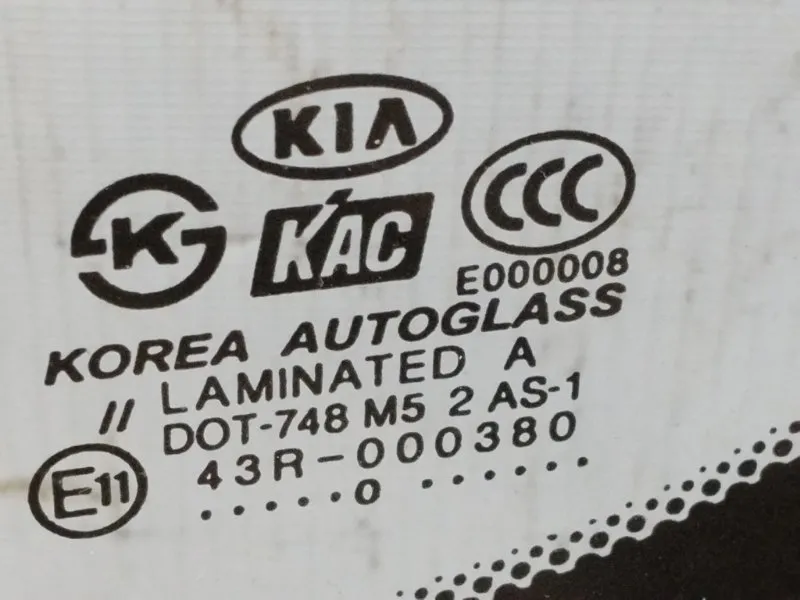 KIA
K
KAC
CCC
E000008
KOREA AUTOGLASS
// LAMINATED A
DOT-748 M5 2 AS-1
43R-000380
E11
.....0 ......